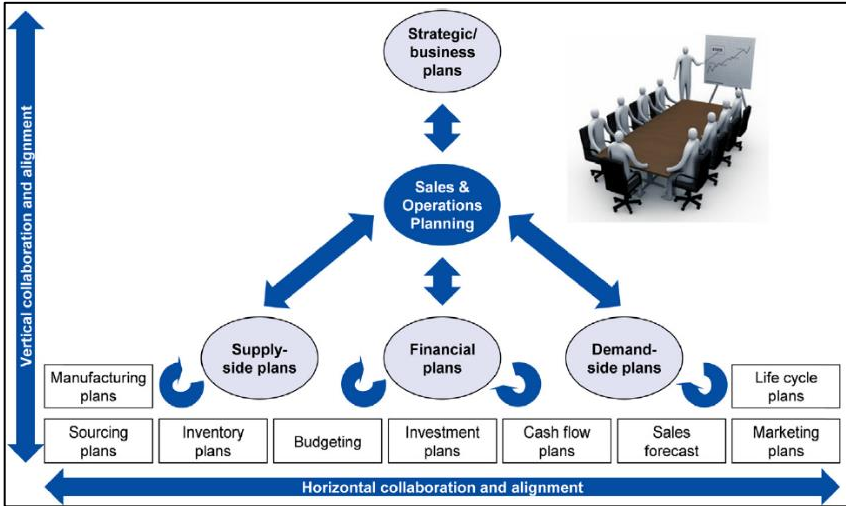 Strategic/
business
plans
Vertical collaboration and alignment
Sales &
Operations
Planning
Supply-
side plans
Financial
plans
Demand-
side plans
Manufacturing
plans
Life cycle
plans
Sourcing
plans
Inventory
plans
Budgeting
Investment
plans
Cash flow
plans
Sales
forecast
Marketing
plans
Horizontal collaboration and alignment